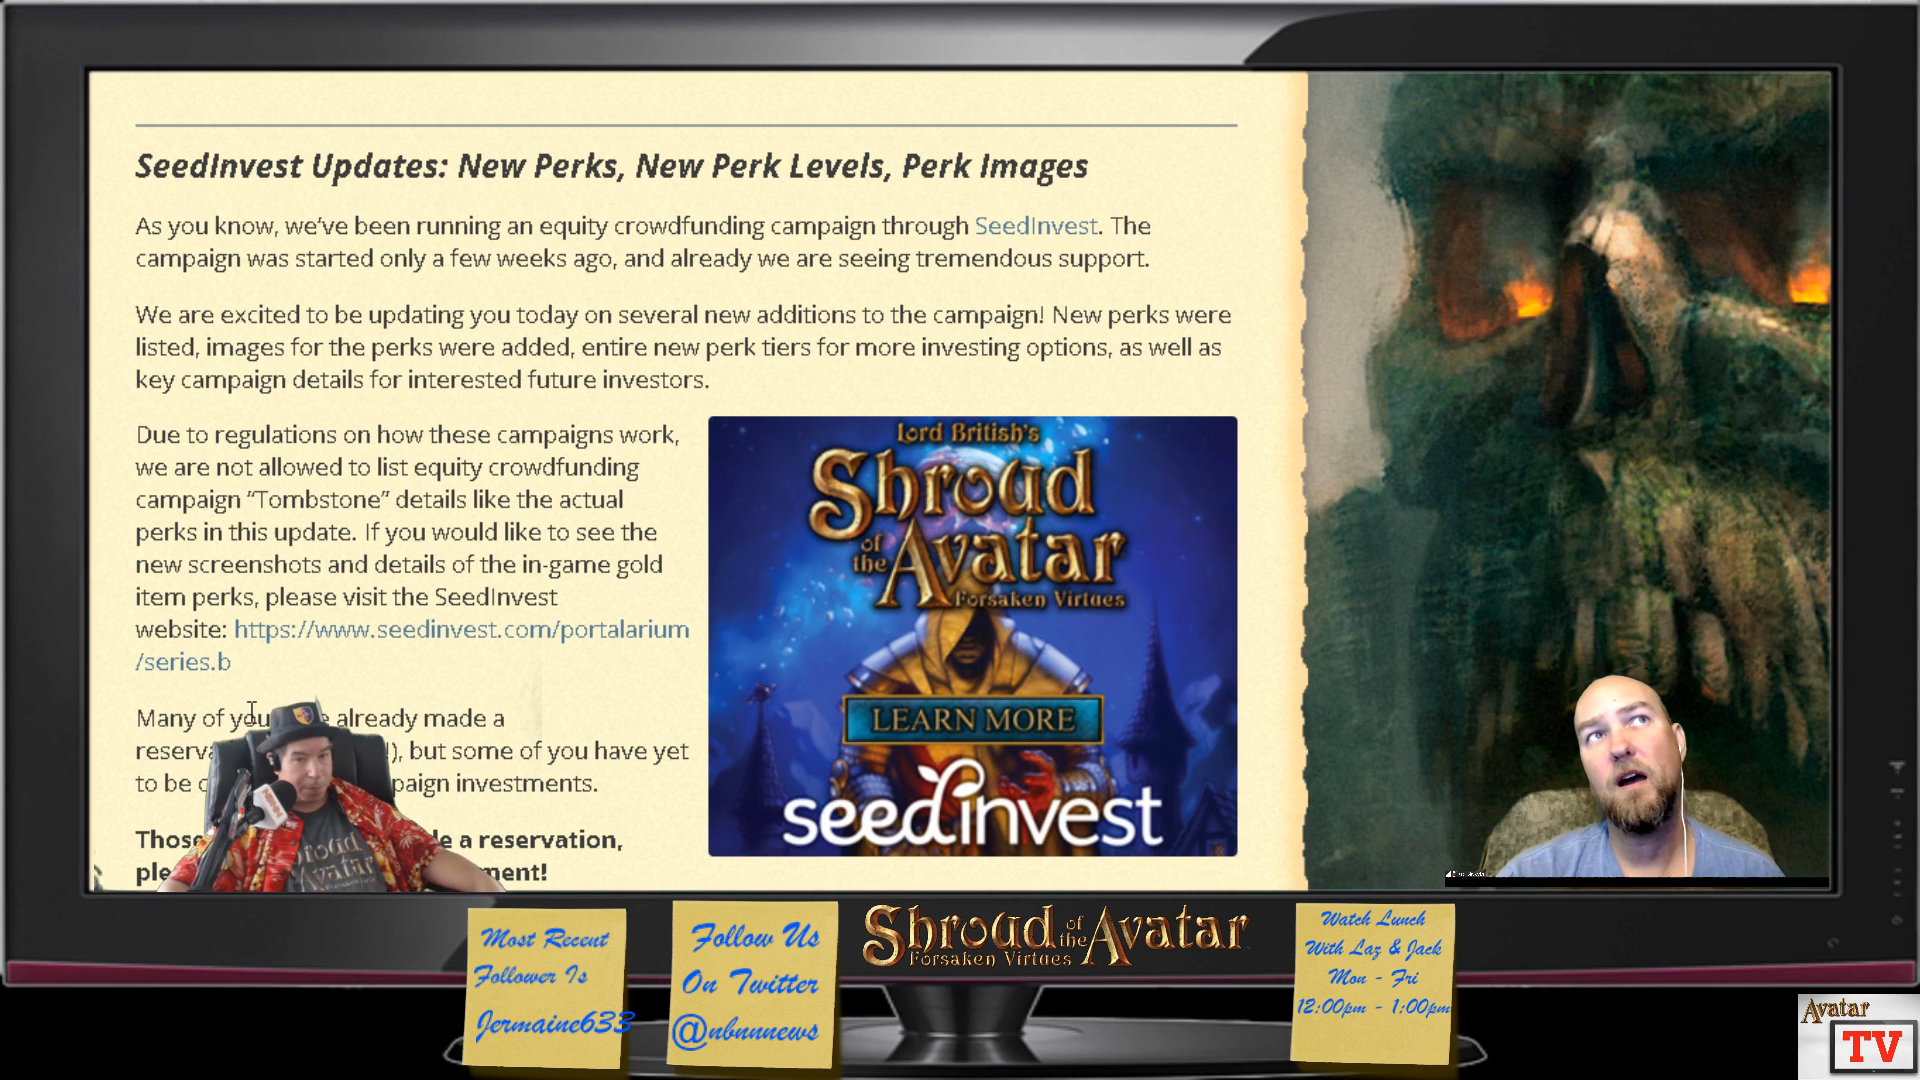 SeedInvest Updates: New Perks, New Perk Levels, Perk Images
As you know, we've been running an equity crowdfunding campaign through SeedInvest. The
campaign was started only a few weeks ago, and already we are seeing tremendous support.
We are excited to be updating you today on several new additions to the campaign! New perks were
listed, images for the perks were added, entire new perk tiers for more investing options, as well as
key campaign details for interested future investors.
Due to regulations on how these campaigns work,
we are not allowed to list equity crowdfunding
campaign "Tombstone" details like the actual
perks in this update. If you would like to see the
new screenshots and details of the in-game gold
item perks, please visit the SeedInvest
website: https://www.seedinvest.com/portalarium
/series.b
Many of you already made a
but some of you have yet
to be investments.
a reservation,
Lord British's
Shroud
of the Avatar
Forsaken Virtues
LEARN MORE
seedinvest
Shroud
Avatar
Most Recent
Follower Is
Jermaine633
Follow Us
On Twitter
@nbnnnews
Shroud of the Avatar
Forsaken Virtues
Watch Lunch
With Laz & Jack
Mon - Fri
12:00pm - 1:00pm
Avatar
TV